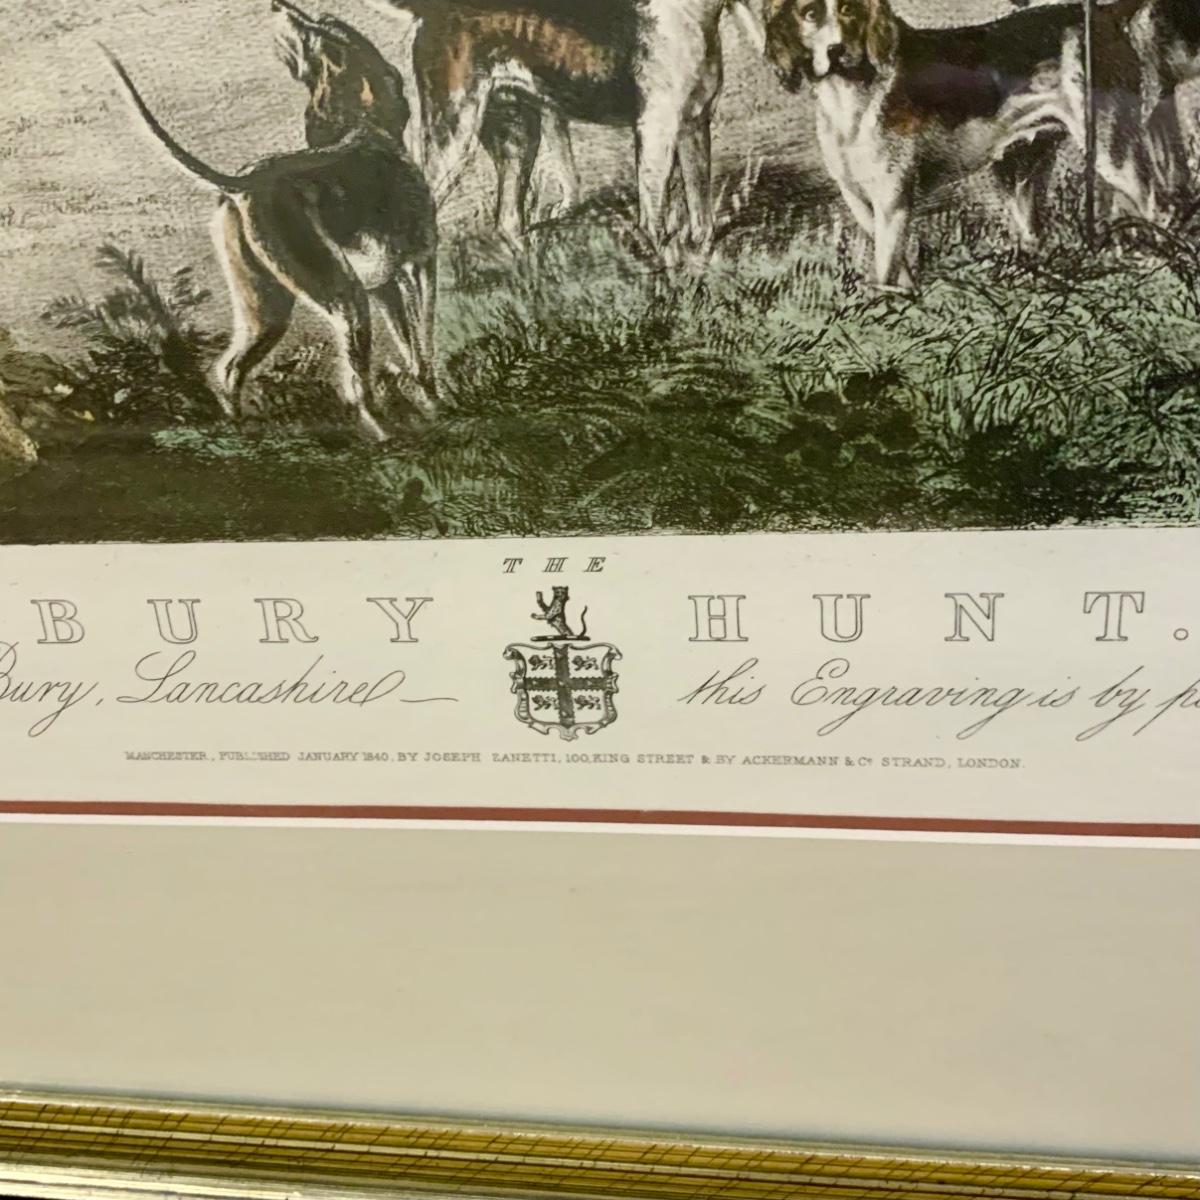 THE
BURY HUNT.
Bury, Lancashire this Engraving is by
MANCHESTER, PUBLISHED JANUARY 1840, BY JOSEPH ZANETTI, 100, KING STREET & BY ACKERMANN & Co STRAND, LONDON.